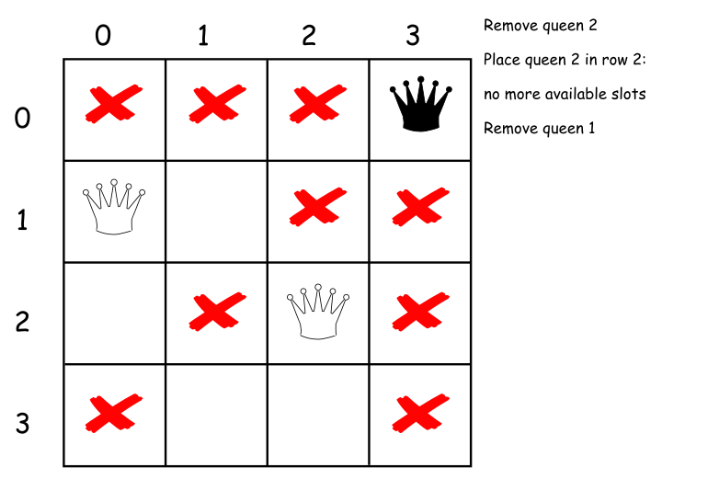 0 1 2 3
Remove queen 2
Place queen 2 in row 2:
no more available slots
Remove queen 1
0
1
2
3